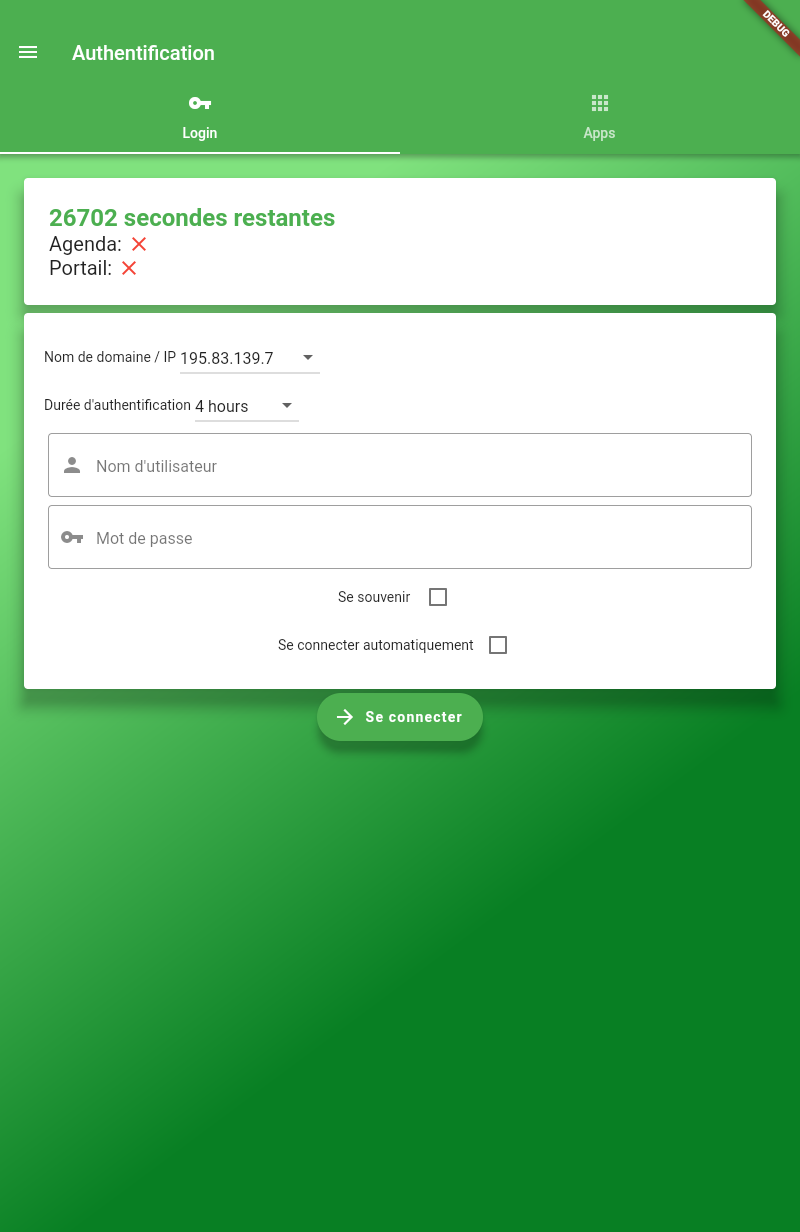 DEBUG
Authentification
Login
Apps
26702 secondes restantes
Agenda:
Portail:
Nom de domaine / IP 195.83.139.7
Durée d'authentification 4 hours
Nom d'utilisateur
Mot de passe
Se souvenir
Se connecter automatiquement
Se connecter